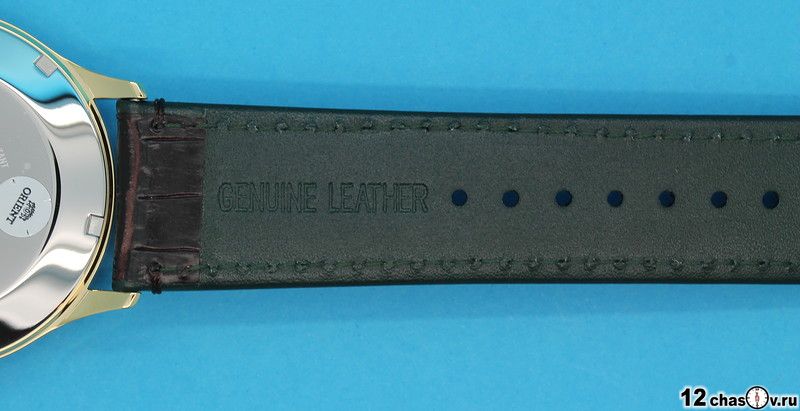 ORIENT
GENUINE LEATHER
12chasov.ru